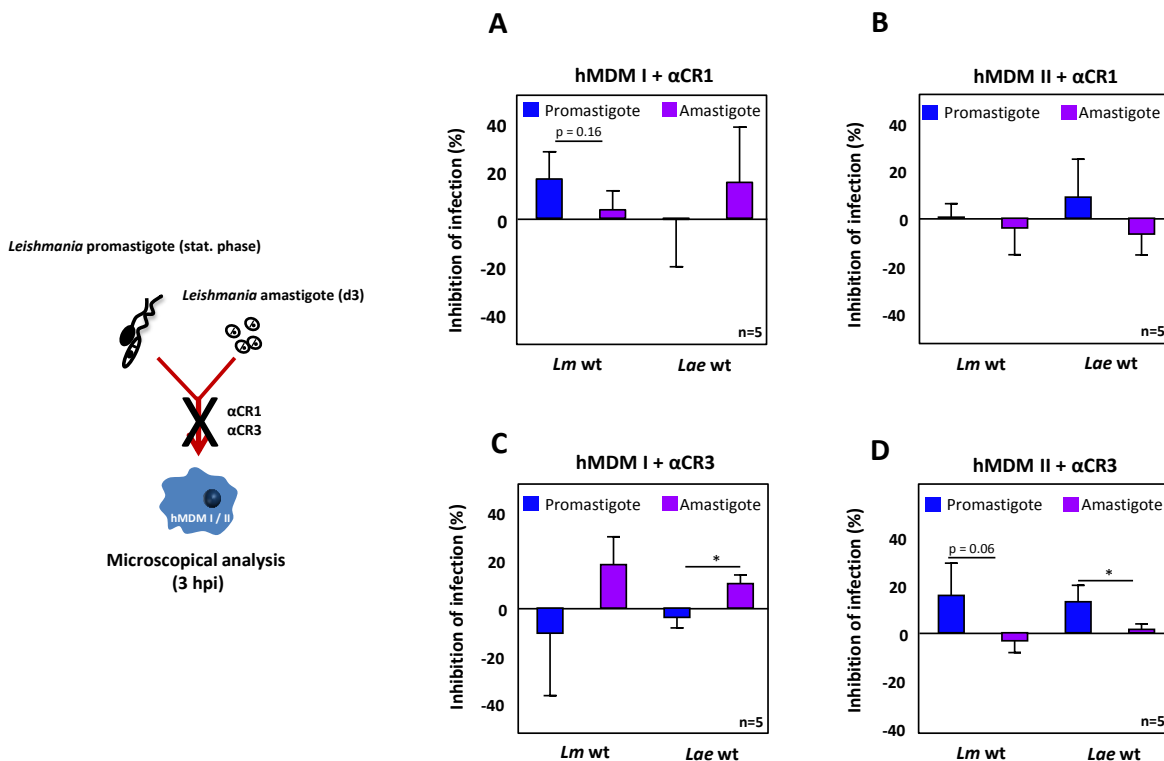 Leishmania promastigote (stat. phase)
Leishmania amastigote (d3)
αCR1
αCR3
hMDM I / II
Microscopical analysis
(3 hpi)
A
hMDM I + αCR1
Inhibition of infection (%)
Promastigote
Amastigote
p = 0.16
40
20
0
-20
-40
n=5
Lm wt
Lae wt
B
hMDM II + αCR1
Inhibition of infection (%)
Promastigote
Amastigote
40
20
0
-20
-40
n=5
Lm wt
Lae wt
C
hMDM I + αCR3
Inhibition of infection (%)
Promastigote
Amastigote
*
40
20
0
-20
-40
n=5
Lm wt
Lae wt
D
hMDM II + αCR3
Inhibition of infection (%)
Promastigote
Amastigote
p = 0.06
*
40
20
0
-20
-40
n=5
Lm wt
Lae wt